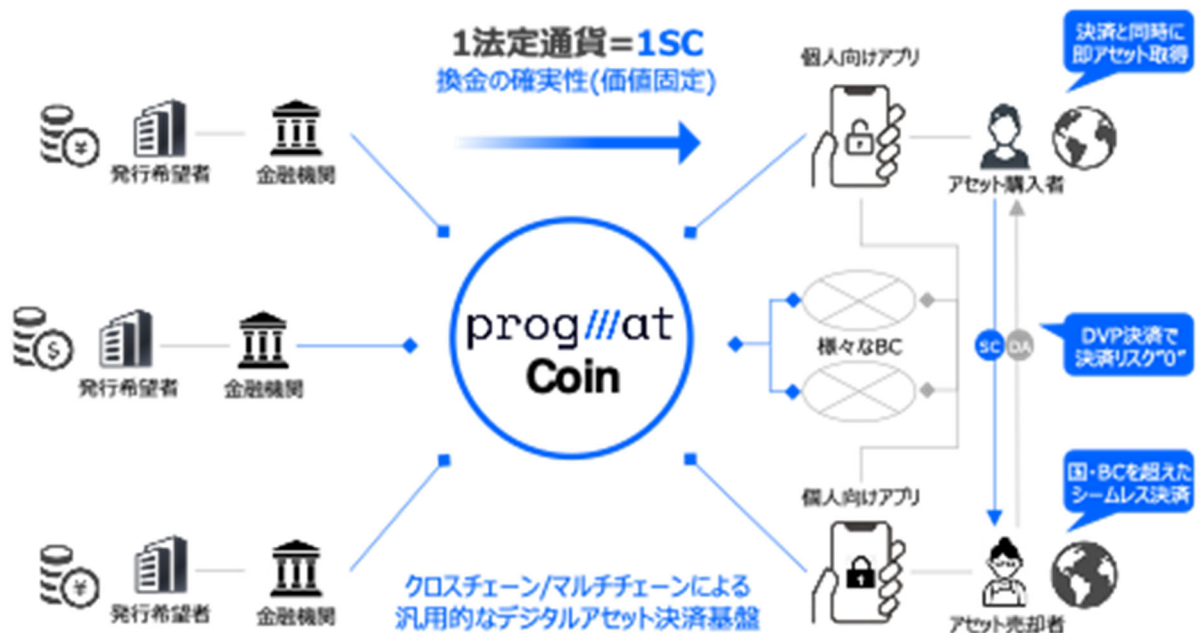 1法定通貨=1SC
換金の確実性(価値固定)
¥
発行希望者
金融機関
$
発行希望者
金融機関
¥
発行希望者
金融機関
progmat
Coin
クロスチェーン/マルチチェーンによる
汎用的なデジタルアセット決済基盤
個人向けアプリ
アセット購入者
決済と同時に
即アセット取得
様々なBC
SC
DA
DVP決済で
決済リスク"0"
国・BCを超えた
シームレス決済
個人向けアプリ
アセット売却者